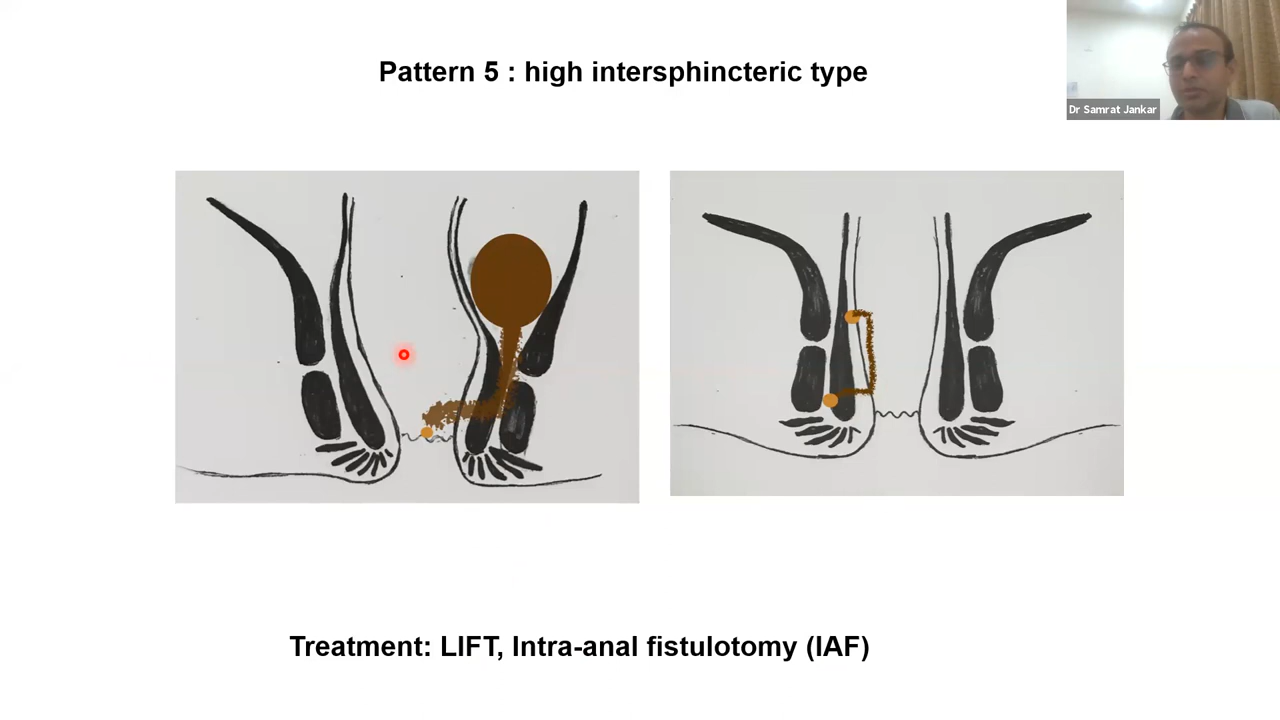 Pattern 5 : high intersphincteric type
Dr Samrat Jankar
Treatment: LIFT, Intra-anal fistulotomy (IAF)